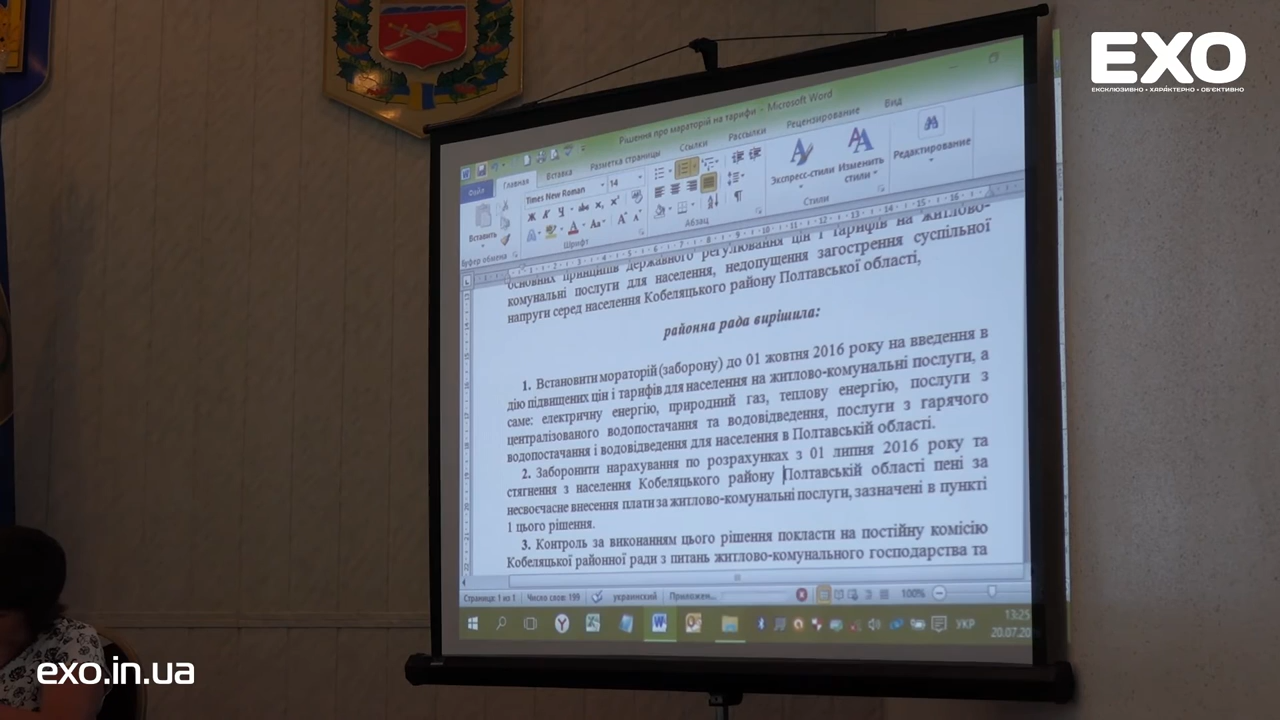 EXO
ЕКСКЛЮЗИВНО • ХАРАКТЕРНО • ОБ'ЄКТИВНО
Рішення про мараторій на тарифи - Microsoft Word
Файл Главная Вставка Разметка страницы Ссылки Рассылки Рецензирование Вид
Times New Roman 14
Вставить
Экспресс-стили
Изменить стили
Редактирование
Буфер обмена Шрифт Абзац Стили
основних принципів державного регулювання цін і тарифів на житлово-
комунальні послуги для населення, недопущення загострення суспільної
напруги серед населення Кобеляцького району Полтавської області,
районна рада вирішила:
1. Встановити мораторій (заборону) до 01 жовтня 2016 року на введення в
дію підвищених цін і тарифів для населення на житлово-комунальні послуги, а
саме: електричну енергію, природний газ, теплову енергію, послуги з
централізованого водопостачання та водовідведення, послуги з гарячого
водопостачання і водовідведення для населення в Полтавській області.
2. Заборонити нарахування по розрахунках з 01 липня 2016 року та
стягнення з населення Кобеляцького району Полтавській області пені за
несвоєчасне внесення плати за житлово-комунальні послуги, зазначені в пункті
1 цього рішення.
3. Контроль за виконанням цього рішення покласти на постійну комісію
Кобеляцької районної ради з питань житлово-комунального господарства та
Страница: 1 из 1 Число слов: 199 украинский Приложен... 100%
УКР
13:25
20.07.20
exo.in.ua